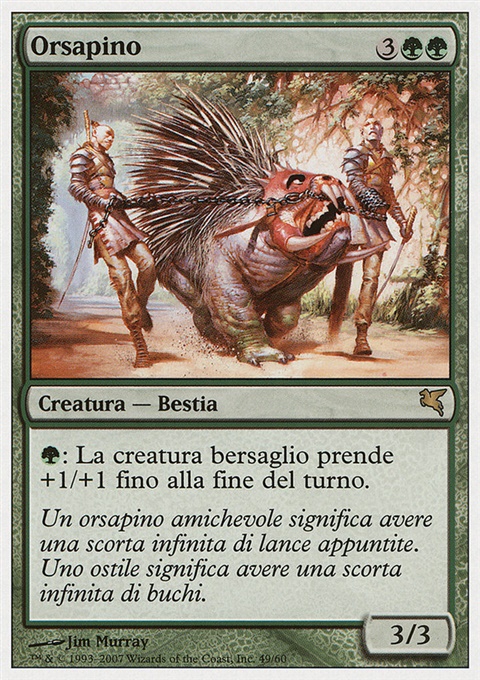 Orsapino 3
Creatura — Bestia
: La creatura bersaglio prende
+1/+1 fino alla fine del turno.
Un orsapino amichevole significa avere
una scorta infinita di lance appuntite.
Uno ostile significa avere una scorta
infinita di buchi.
Jim Murray
™ & © 1993-2007 Wizards of the Coast, Inc. 49/60
3/3